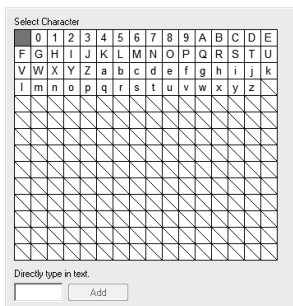 Select Character
0 1 2 3 4 5 6 7 8 9 A B C D E
F G H I J K L M N O P Q R S T U
V W X Y Z a b c d e f g h i j k
l m n o p q r s t u v w x y z
Directly type in text.
Add